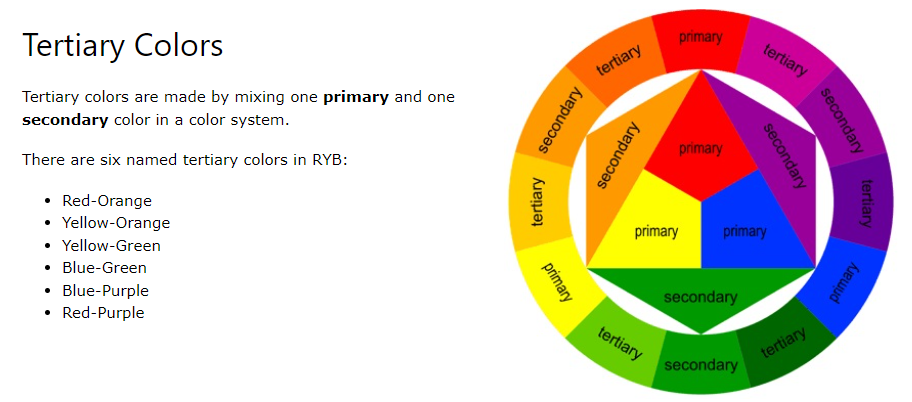 Tertiary Colors
Tertiary colors are made by mixing one primary and one
secondary color in a color system.
There are six named tertiary colors in RYB:
• Red-Orange
• Yellow-Orange
• Yellow-Green
• Blue-Green
• Blue-Purple
• Red-Purple
primary
tertiary
secondary
tertiary
primary
tertiary
secondary
tertiary
primary
tertiary
secondary
tertiary
primary
secondary
primary
secondary
primary
secondary